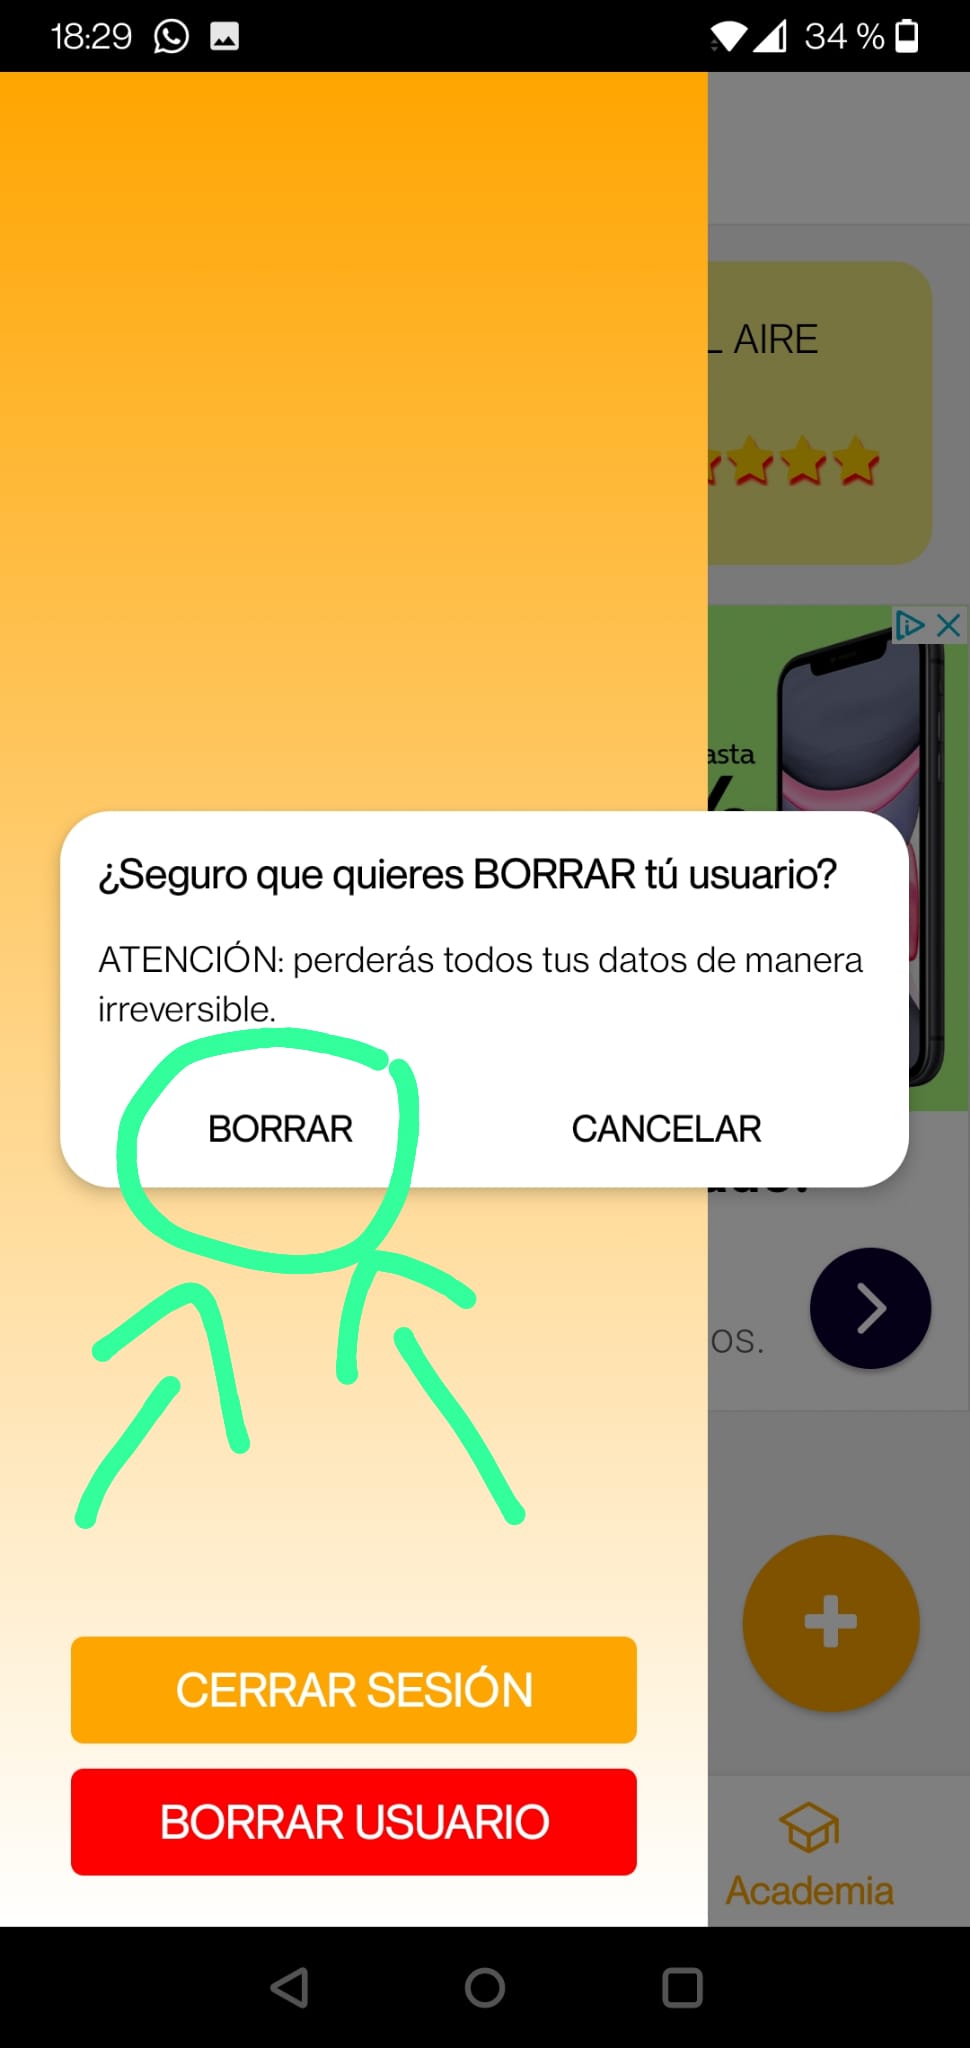 18:29
34 %
L AIRE
asta
%
¿Seguro que quieres BORRAR tú usuario?
ATENCIÓN: perderás todos tus datos de manera
irreversible.
BORRAR
CANCELAR
os.
CERRAR SESIÓN
BORRAR USUARIO
Academia